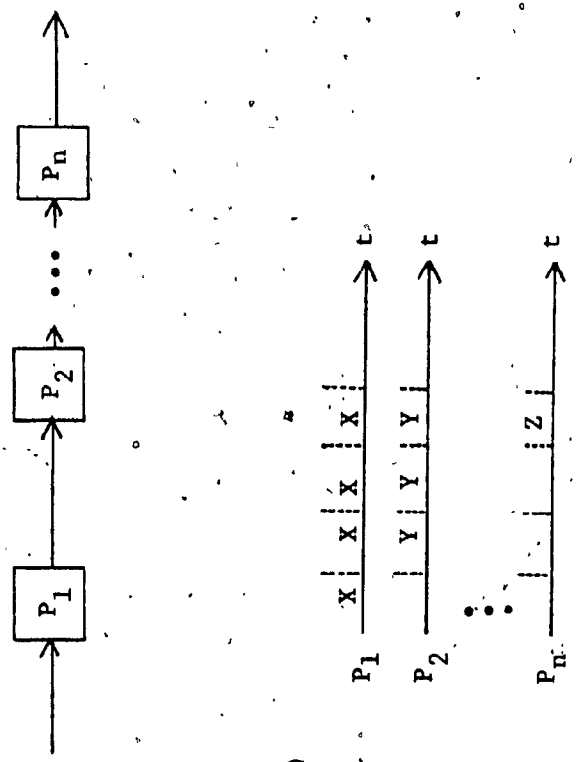 P1 P2 ••• Pn
P1 X X X X t
P2 Y Y Y t
•••
Pn Z t